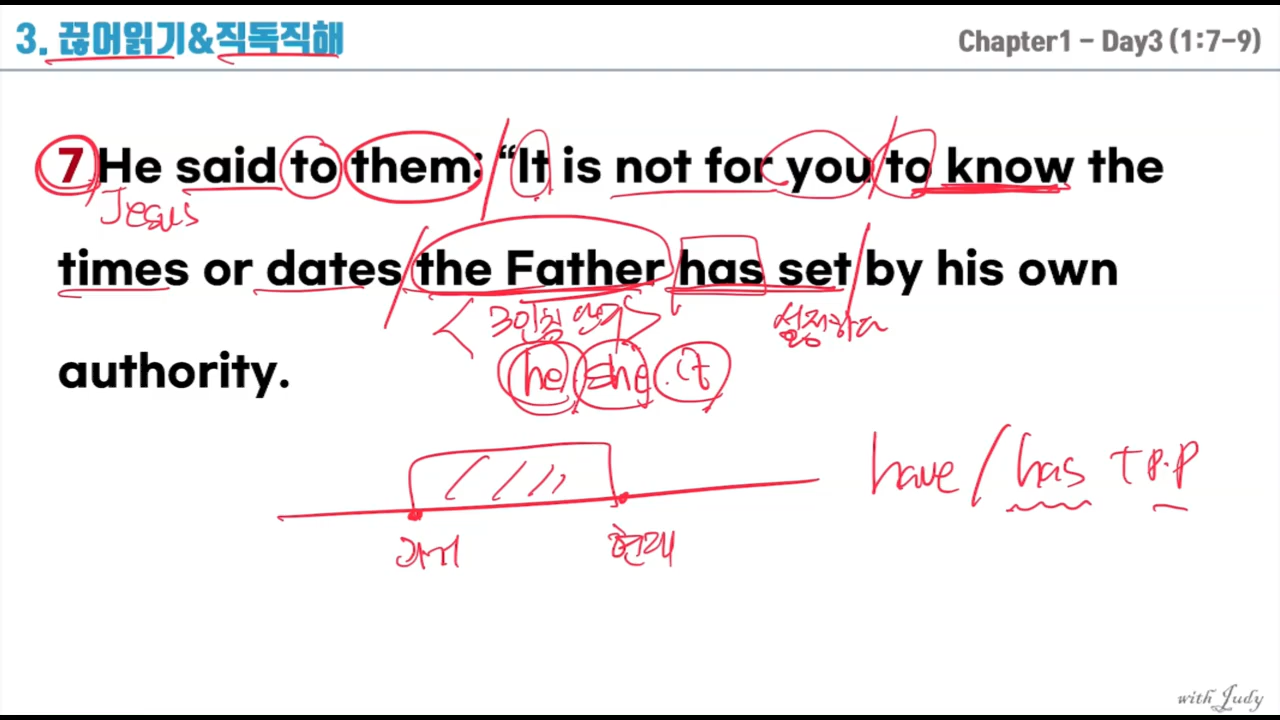 3. 끊어읽기&직독직해
Chapter1 - Day3 (1:7-9)
7 He said to them: “It is not for you to know the
Jesus
times or dates the Father has set by his own
3인칭 단수
설정하다
authority.
he she it
have / has + p.p
과거
현재
with Judy